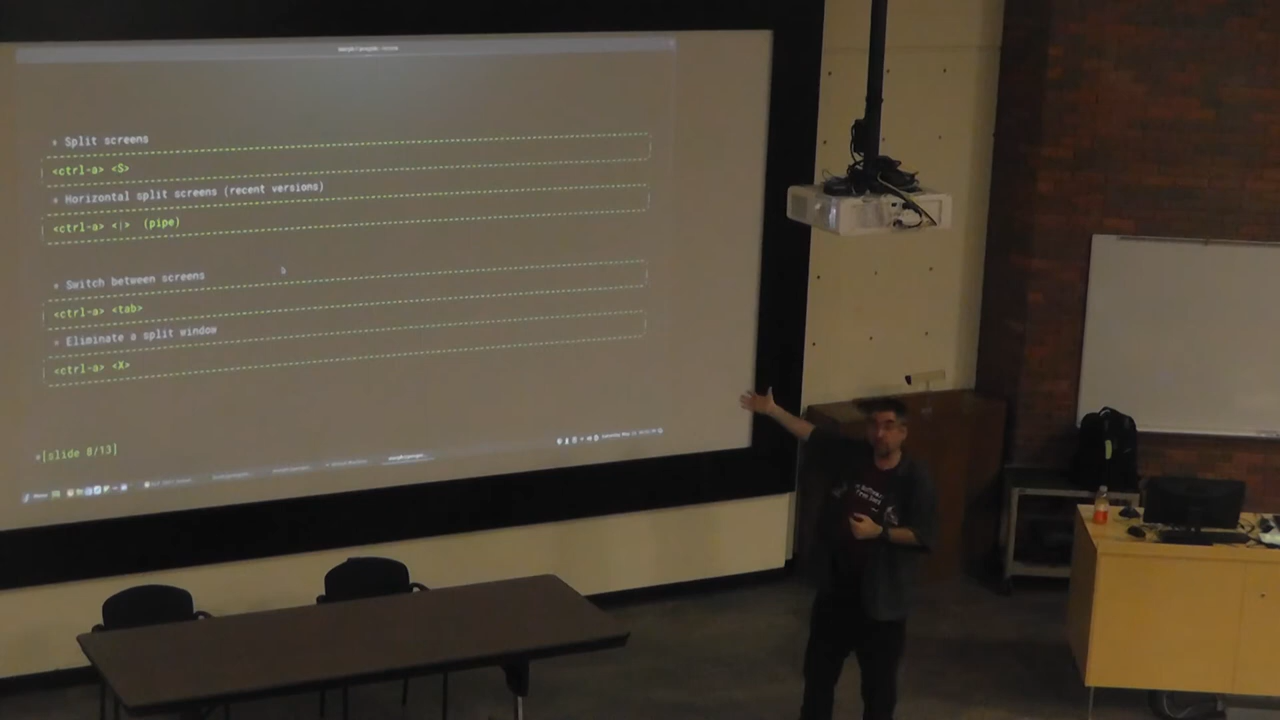 * Split screens
<ctrl-a> <S>
* Horizontal split screens (recent versions)
<ctrl-a> <|> (pipe)
* Switch between screens
<ctrl-a> <tab>
* Eliminate a split window
<ctrl-a> <X>
[slide 8/13]